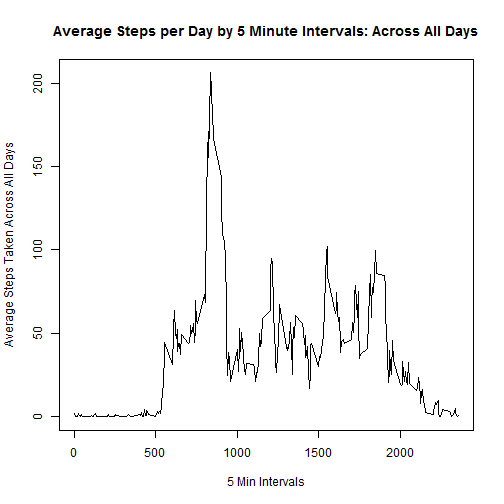 Average Steps per Day by 5 Minute Intervals: Across All Days
Average Steps Taken Across All Days
200
150
100
50
0
0 500 1000 1500 2000
5 Min Intervals